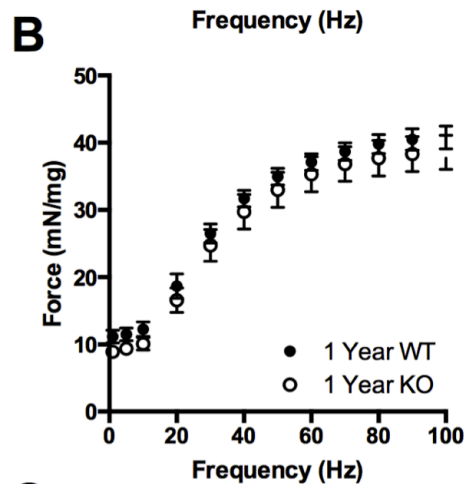 Frequency (Hz)
B
50
40
30
20
10
0
Force (mN/mg)
1 Year WT
1 Year KO
0 20 40 60 80 100
Frequency (Hz)